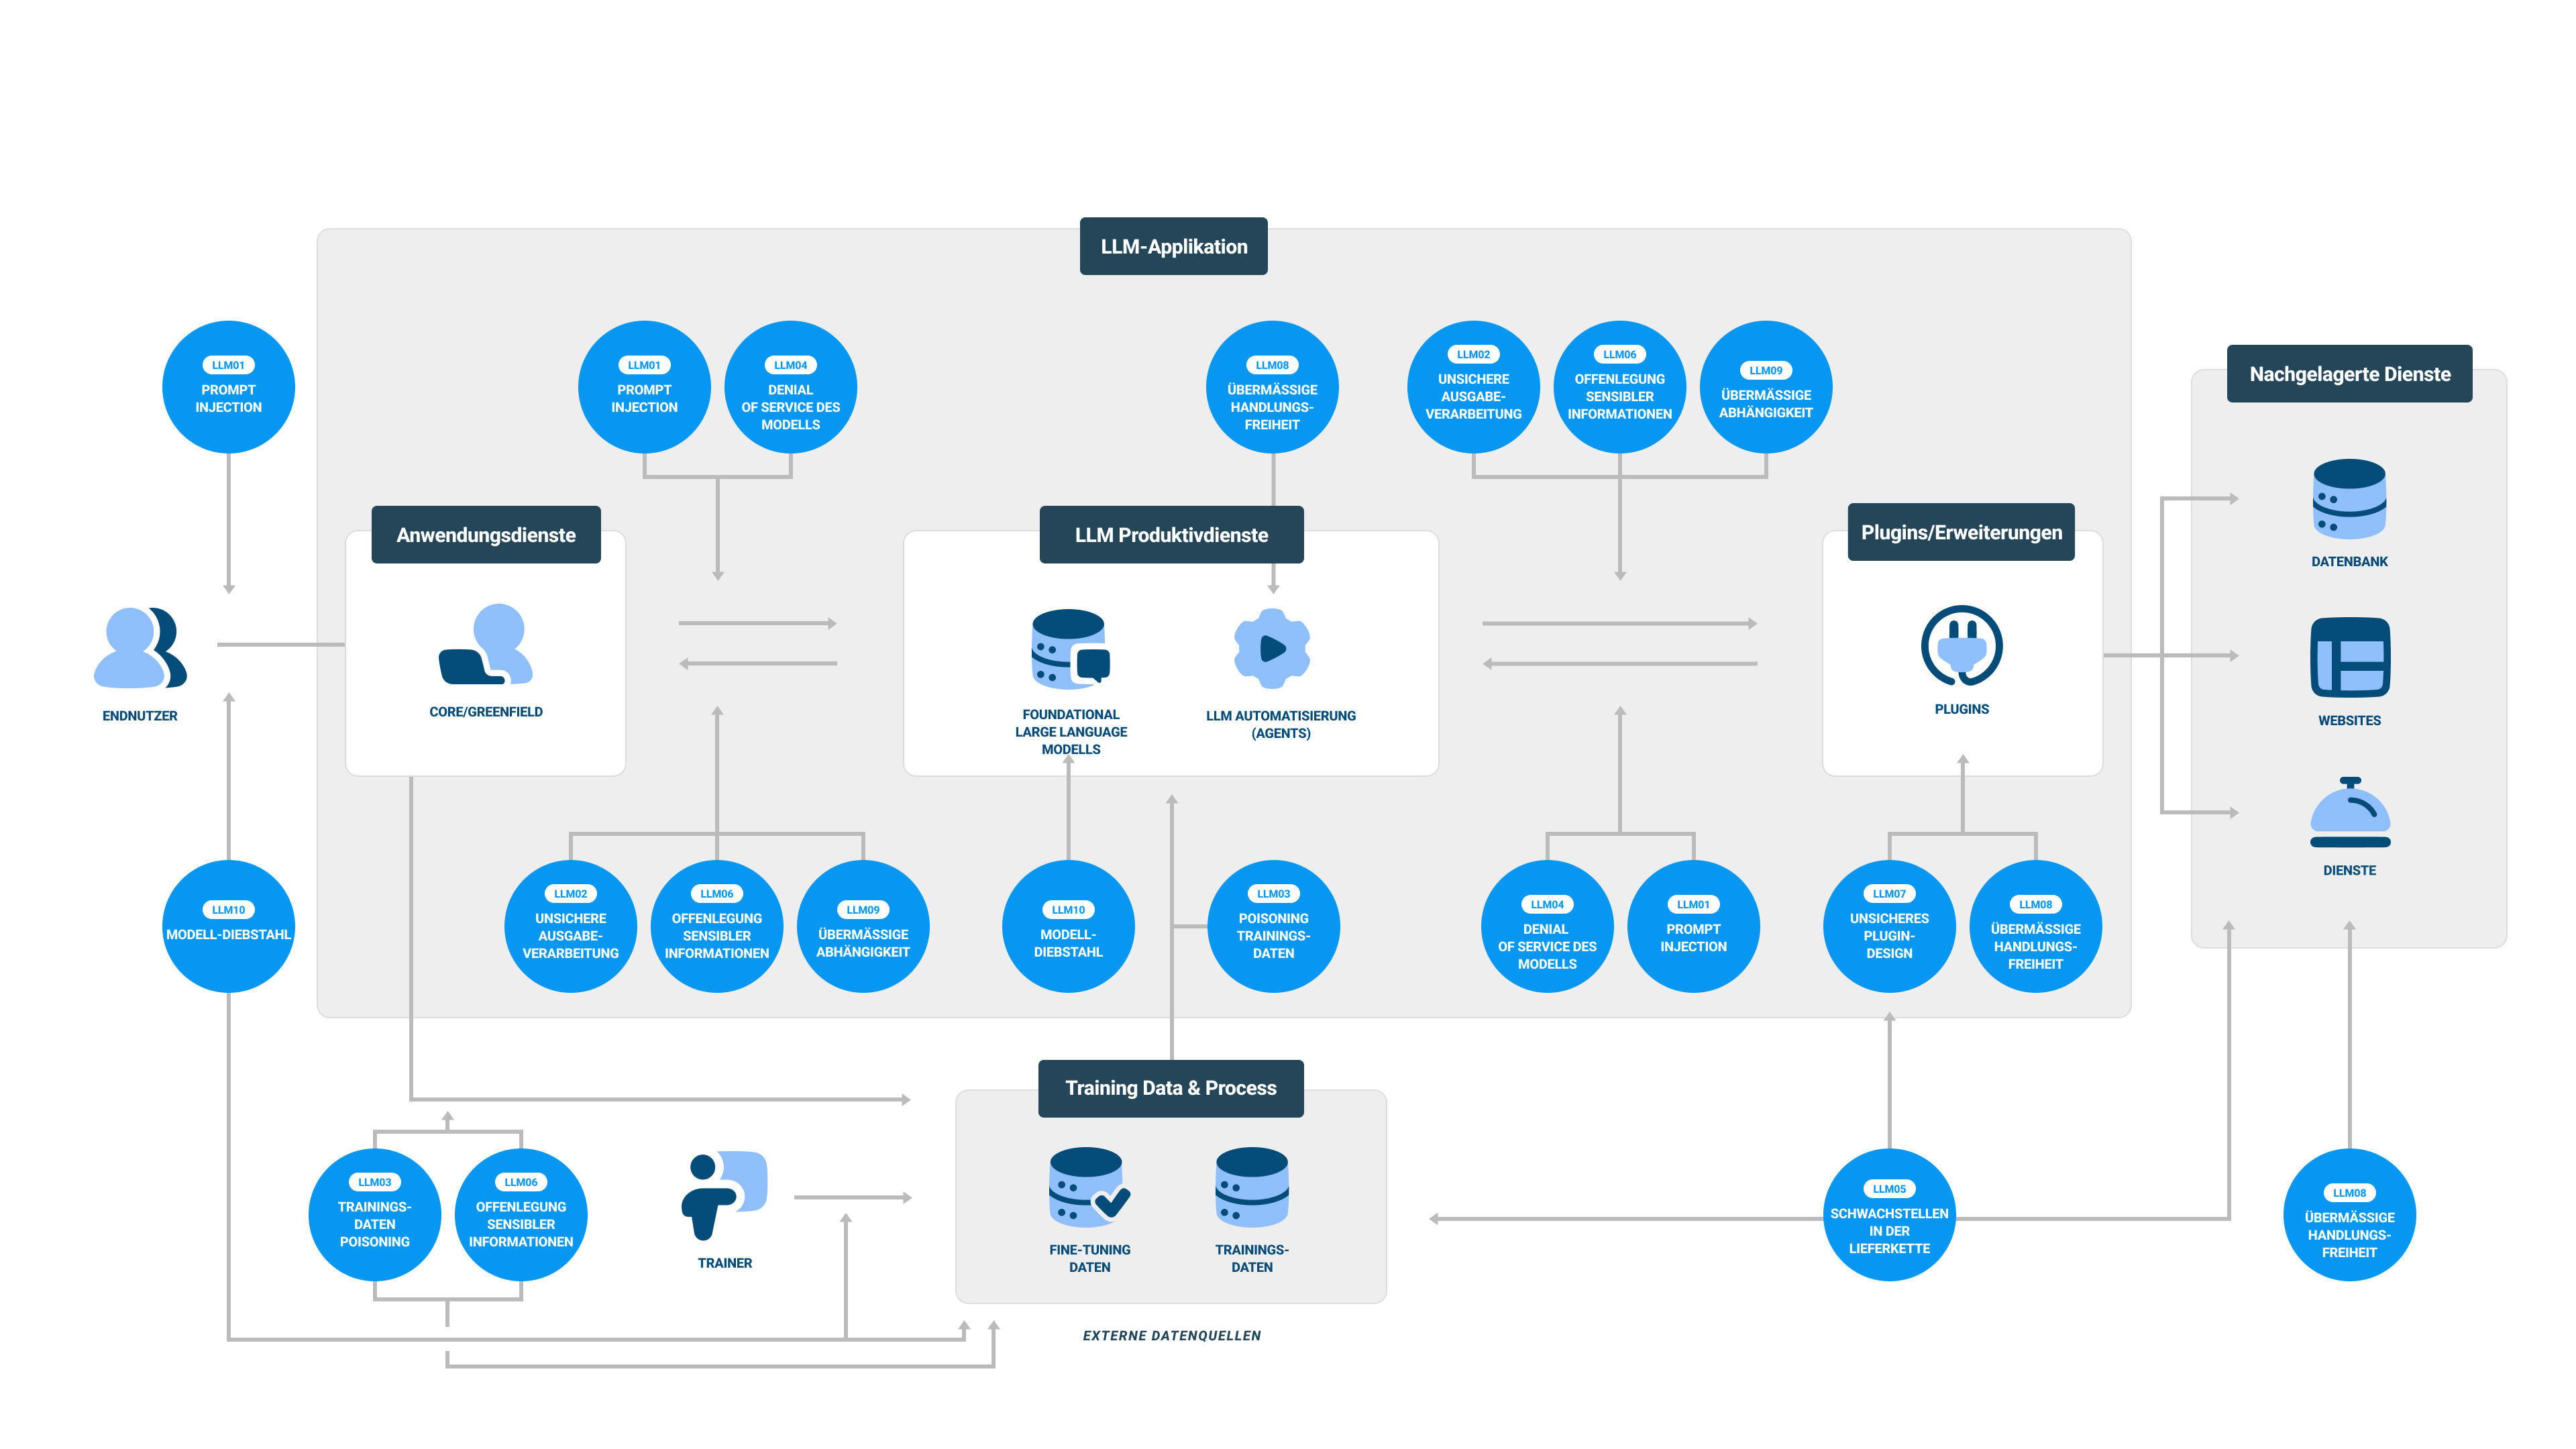 LLM-Applikation
LLM01
PROMPT
INJECTION
LLM01
PROMPT
INJECTION
LLM04
DENIAL
OF SERVICE DES
MODELLS
LLM08
ÜBERMÄSSIGE
HANDLUNGS-
FREIHEIT
LLM02
UNSICHERE
AUSGABE-
VERARBEITUNG
LLM06
OFFENLEGUNG
SENSIBLER
INFORMATIONEN
LLM09
ÜBERMÄSSIGE
ABHÄNGIGKEIT
Nachgelagerte Dienste
Anwendungsdienste
LLM Produktivdienste
Plugins/Erweiterungen
DATENBANK
ENDNUTZER
CORE/GREENFIELD
FOUNDATIONAL
LARGE LANGUAGE
MODELLS
LLM AUTOMATISIERUNG
(AGENTS)
PLUGINS
WEBSITES
DIENSTE
LLM10
MODELL-DIEBSTAHL
LLM02
UNSICHERE
AUSGABE-
VERARBEITUNG
LLM06
OFFENLEGUNG
SENSIBLER
INFORMATIONEN
LLM09
ÜBERMÄSSIGE
ABHÄNGIGKEIT
LLM10
MODELL-
DIEBSTAHL
LLM03
POISONING
TRAININGS-
DATEN
LLM04
DENIAL
OF SERVICE DES
MODELLS
LLM01
PROMPT
INJECTION
LLM07
UNSICHERES
PLUGIN-
DESIGN
LLM08
ÜBERMÄSSIGE
HANDLUNGS-
FREIHEIT
Training Data & Process
LLM03
TRAININGS-
DATEN
POISONING
LLM06
OFFENLEGUNG
SENSIBLER
INFORMATIONEN
TRAINER
FINE-TUNING
DATEN
TRAININGS-
DATEN
LLM05
SCHWACHSTELLEN
IN DER
LIEFERKETTE
LLM08
ÜBERMÄSSIGE
HANDLUNGS-
FREIHEIT
EXTERNE DATENQUELLEN